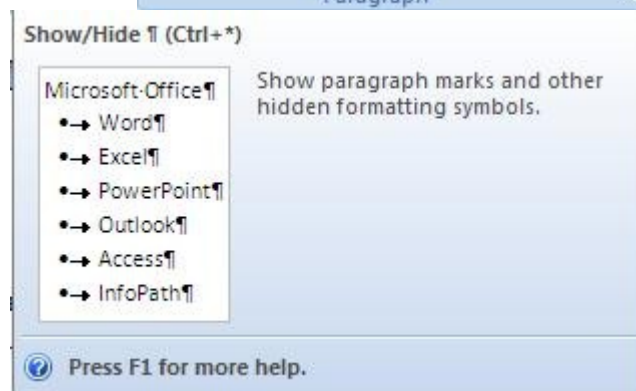 Paragraph
Show/Hide ¶ (Ctrl+*)
Microsoft·Office¶
•→ Word¶
•→ Excel¶
•→ PowerPoint¶
•→ Outlook¶
•→ Access¶
•→ InfoPath¶
Show paragraph marks and other
hidden formatting symbols.
Press F1 for more help.